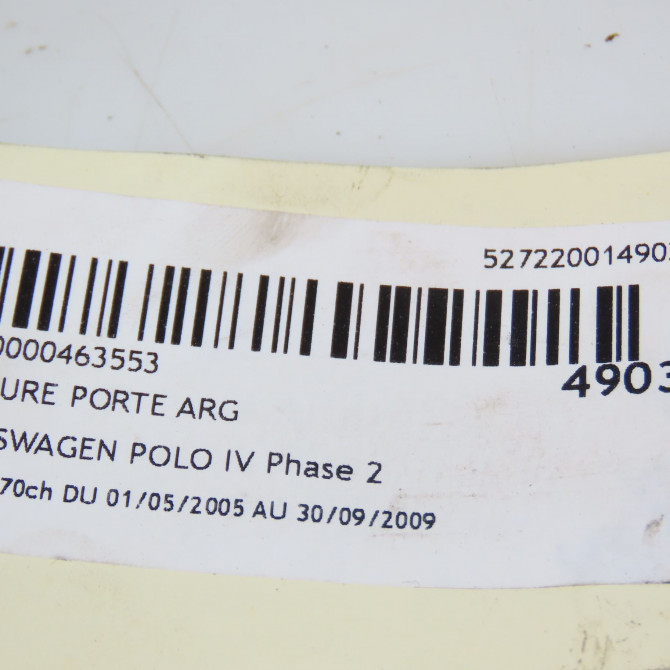 52722001490
0000463553
4903
URE PORTE ARG
SWAGEN POLO IV Phase 2
70ch DU 01/05/2005 AU 30/09/2009